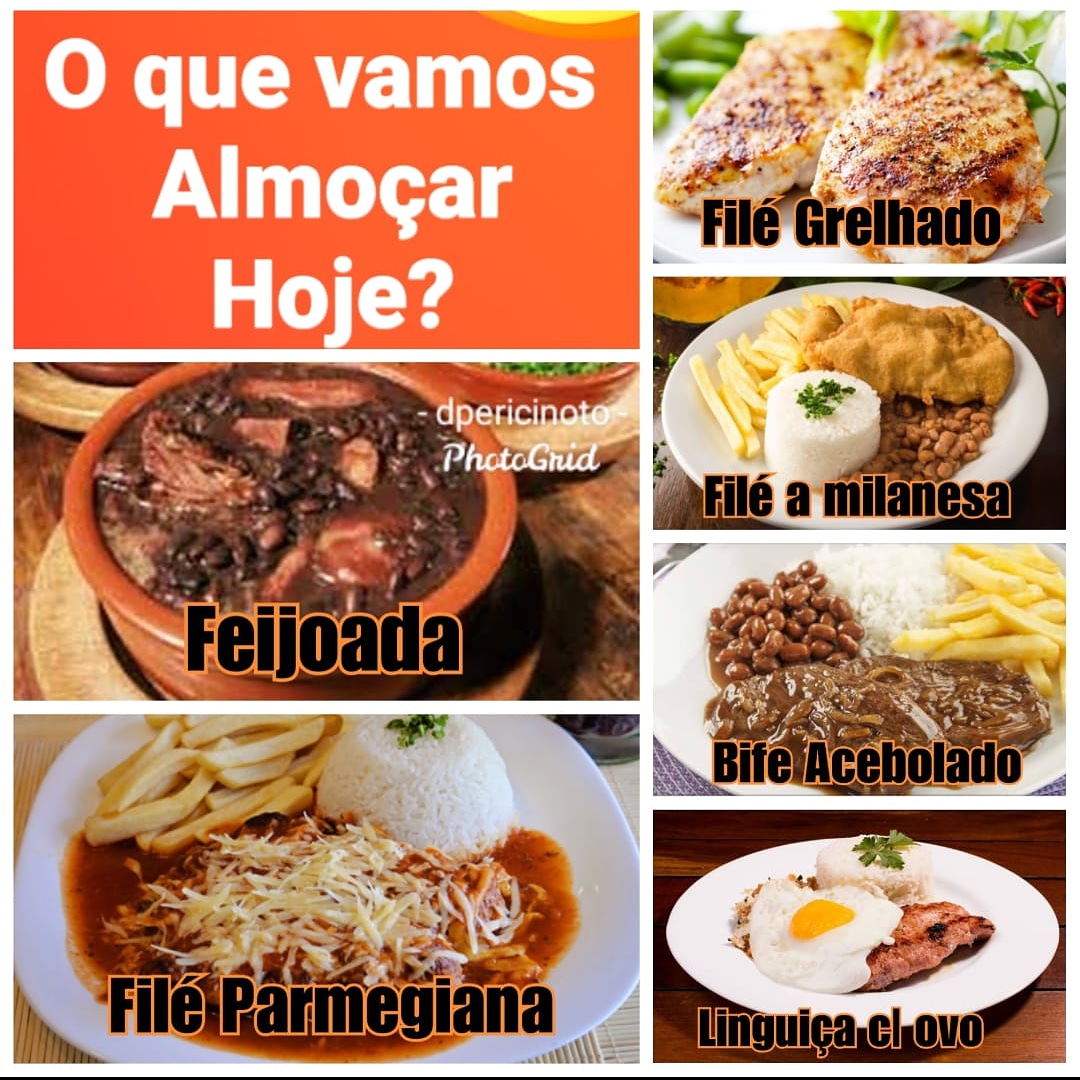 O que vamos
Almoçar
Hoje?
- dpericinoto -
PhotoGrid
Feijoada
Filé Parmegiana
Filé Grelhado
Filé a milanesa
Bife Acebolado
Linguiça c| ovo